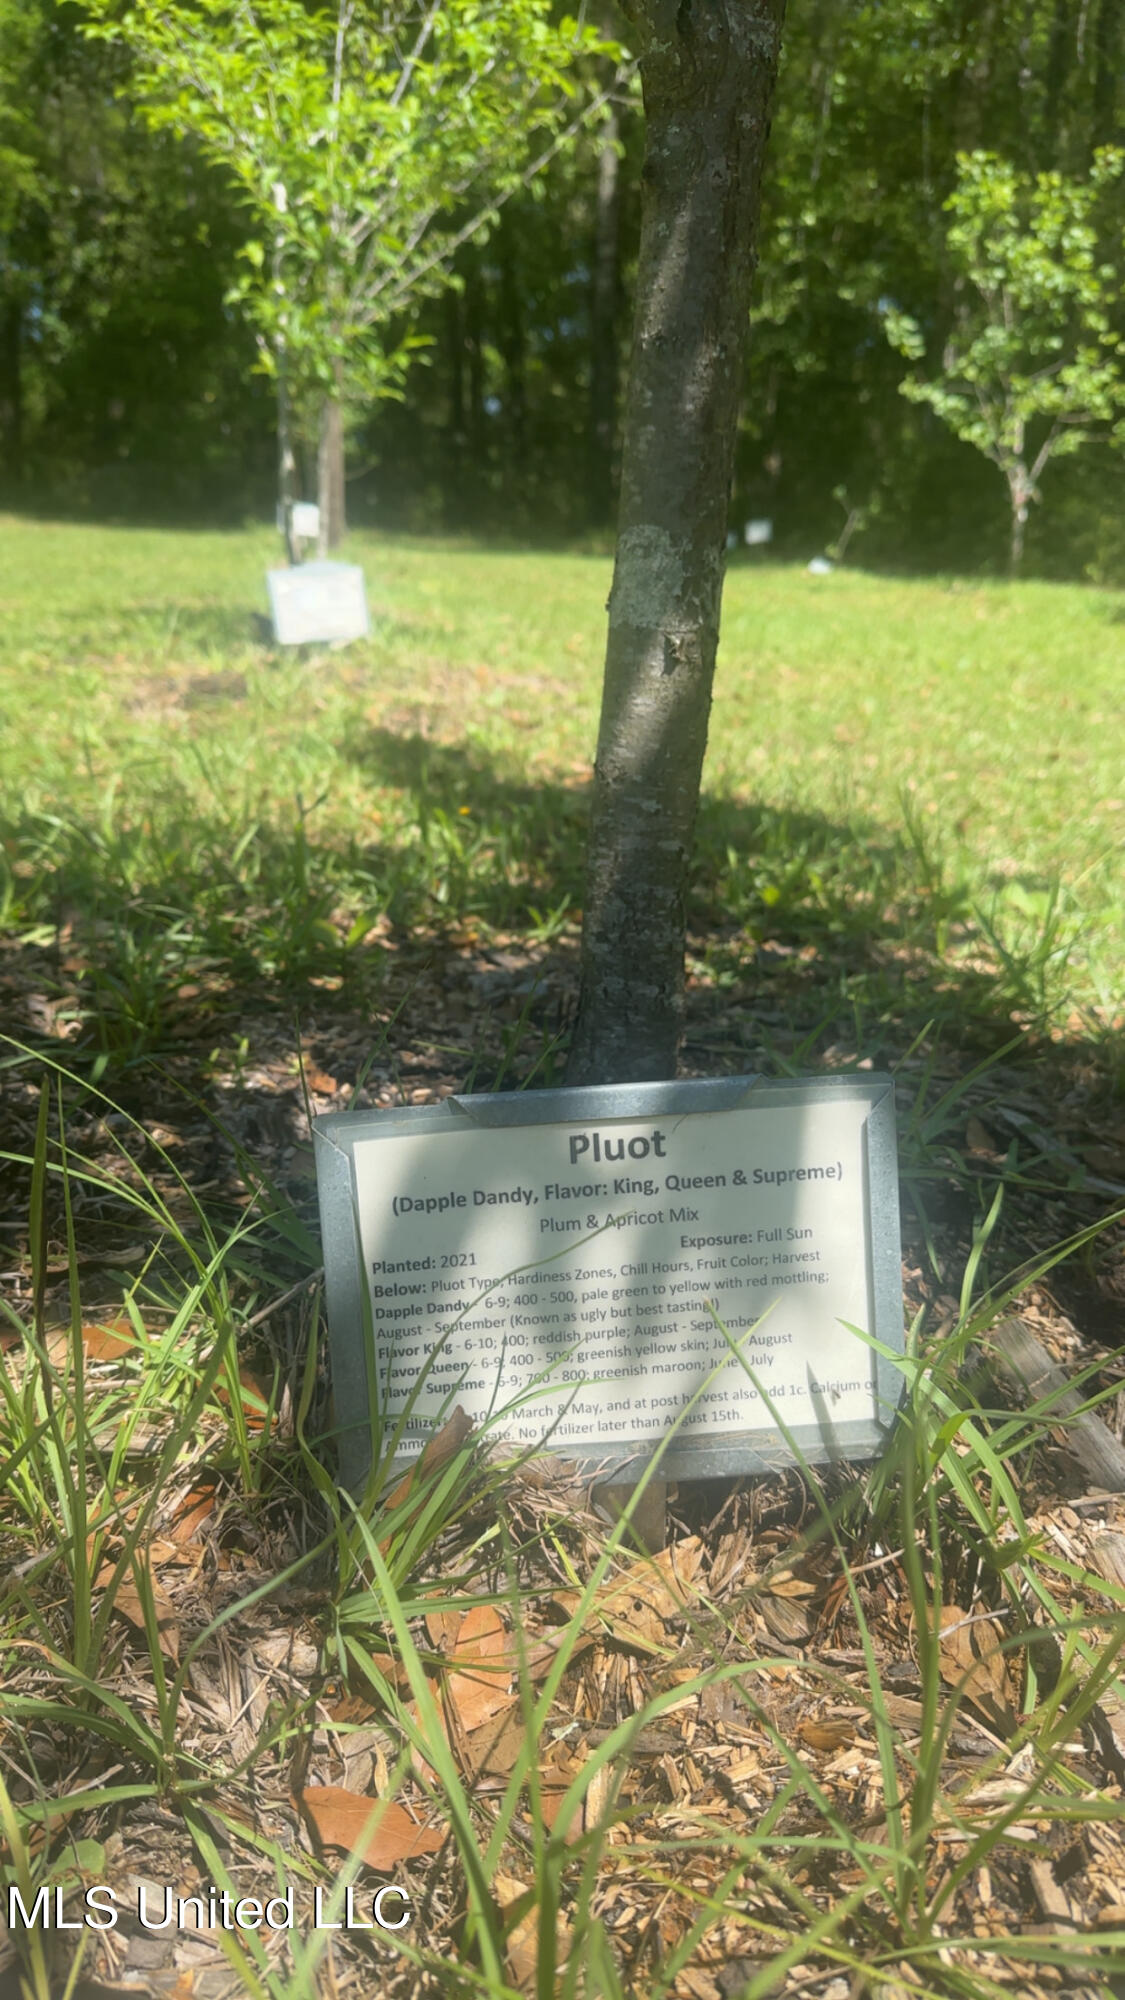 Pluot
(Dapple Dandy, Flavor: King, Queen & Supreme)
Plum & Apricot Mix
Planted: 2021 Exposure: Full Sun
Below: Pluot Type, Hardiness Zones, Chill Hours, Fruit Color; Harvest
Dapple Dandy - 6-9; 400 - 500, pale green to yellow with red mottling;
August - September (Known as ugly but best tasting!)
Flavor King - 6-10; 400; reddish purple; August - September
Flavor Queen - 6-9; 400 - 500; greenish yellow skin; July - August
Flavor Supreme - 6-9; 700 - 800; greenish maroon; June - July
Fertilizer March & May, and at post harvest also add 1c. Calcium or
No fertilizer later than August 15th.
MLS United LLC